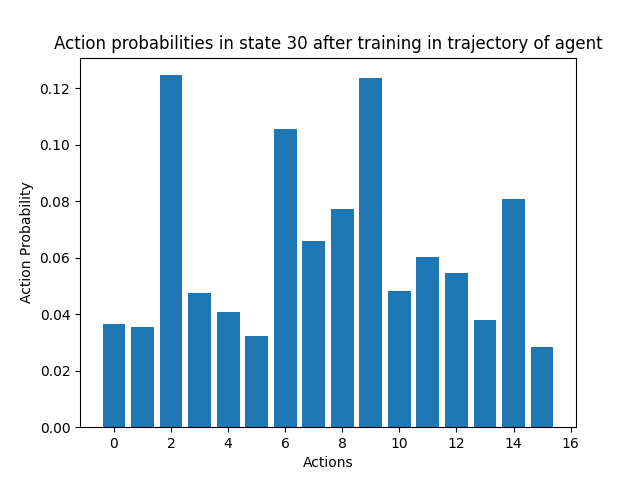 Action probabilities in state 30 after training in trajectory of agent
Action Probability
0.12
0.10
0.08
0.06
0.04
0.02
0.00
0 2 4 6 8 10 12 14 16
Actions